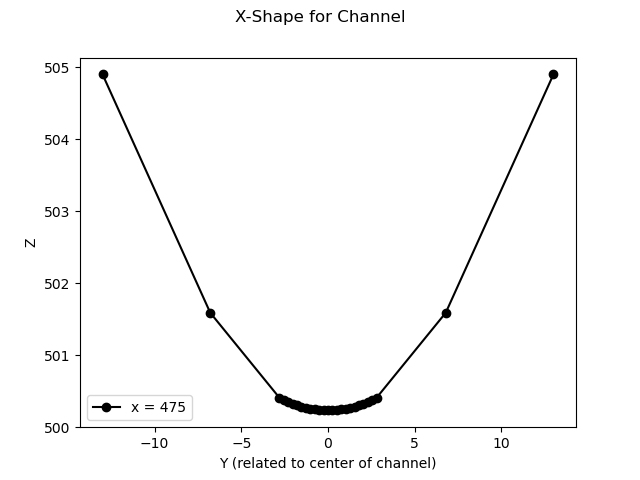 X-Shape for Channel
505
504
503
502
501
500
Z
x = 475
−10
−5
0
5
10
Y (related to center of channel)